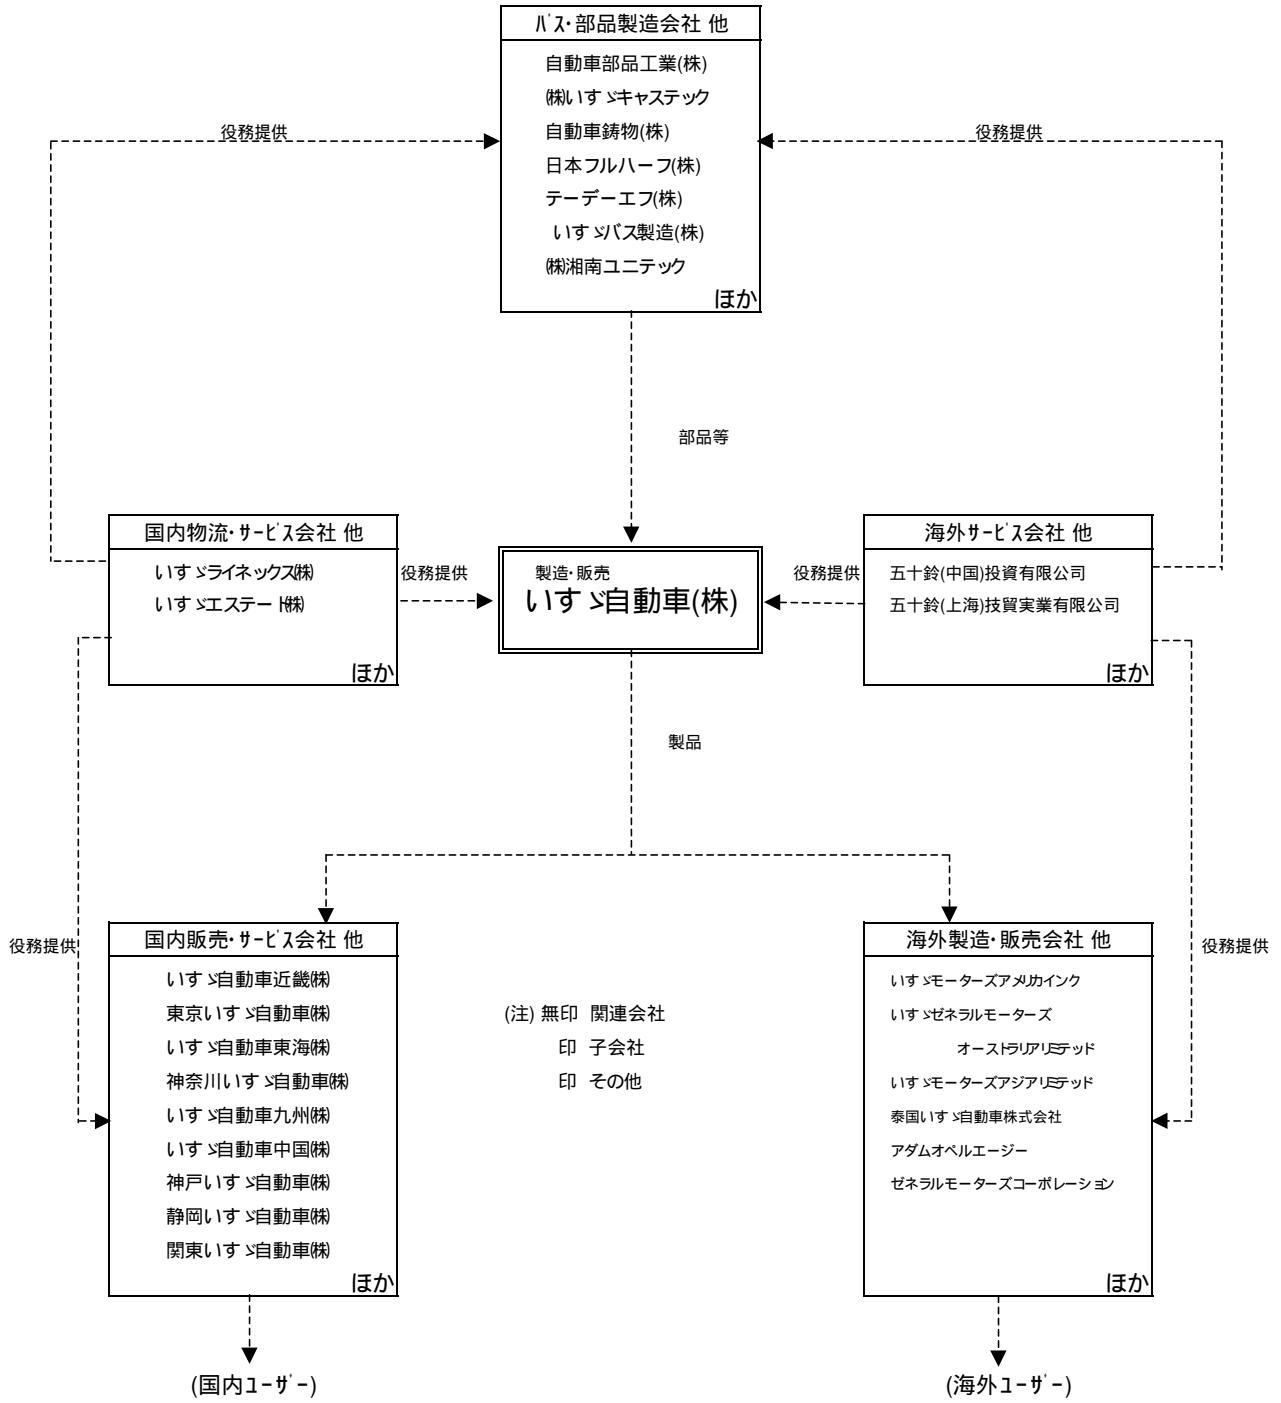 バス・部品製造会社 他
自動車部品工業(株)
㈱いすゞキャステック
自動車鋳物(株)
日本フルハーフ(株)
テーデーエフ(株)
いすゞバス製造(株)
㈱湘南ユニテック
ほか
役務提供
役務提供
部品等
国内物流・サービス会社 他
いすゞライネックス㈱
いすゞエステート㈱
ほか
役務提供
製造・販売
いすゞ自動車(株)
役務提供
海外サービス会社 他
五十鈴(中国)投資有限公司
五十鈴(上海)技貿実業有限公司
ほか
製品
役務提供
国内販売・サービス会社 他
いすゞ自動車近畿㈱
東京いすゞ自動車㈱
いすゞ自動車東海㈱
神奈川いすゞ自動車㈱
いすゞ自動車九州㈱
いすゞ自動車中国㈱
神戸いすゞ自動車㈱
静岡いすゞ自動車㈱
関東いすゞ自動車㈱
ほか
(注) 無印 関連会社
印 子会社
印 その他
海外製造・販売会社 他
いすゞモーターズアメリカインク
いすゞゼネラルモーターズ
オーストラリアリミテッド
いすゞモーターズアジアリミテッド
泰国いすゞ自動車株式会社
アダムオペルエージー
ゼネラルモーターズコーポレーション
ほか
役務提供
(国内ユーザー)
(海外ユーザー)